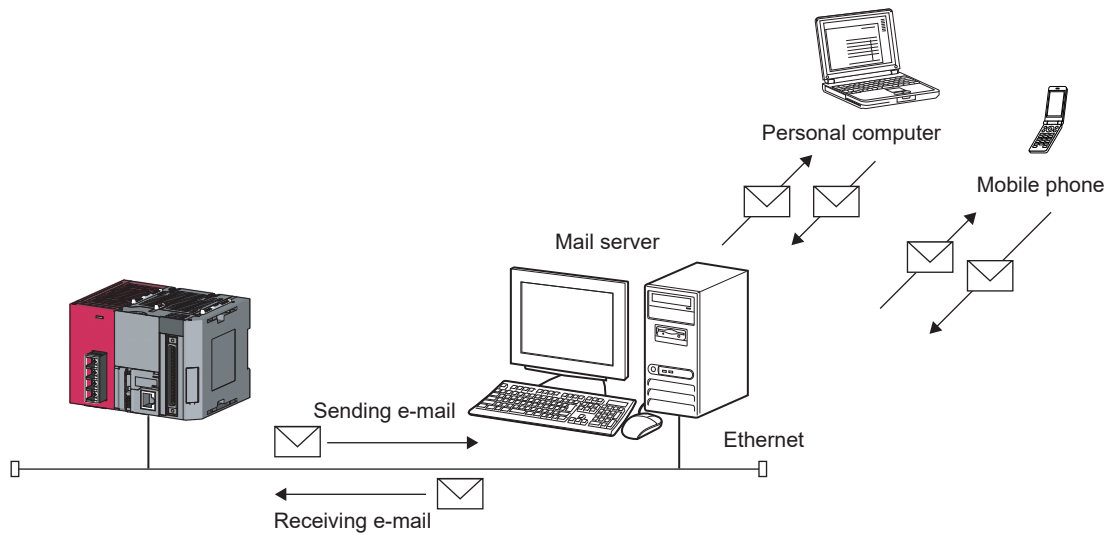 Personal computer
Mobile phone
Mail server
Sending e-mail
Ethernet
Receiving e-mail